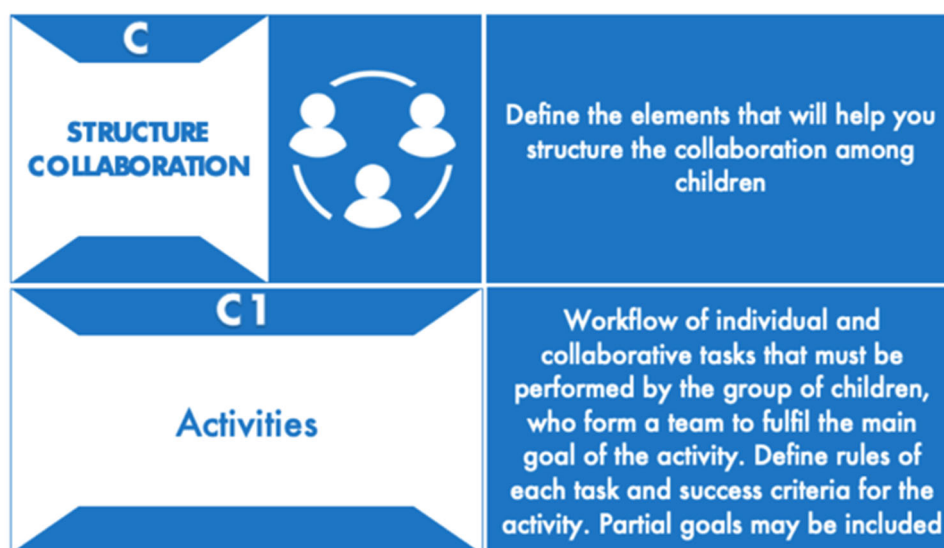 C
STRUCTURE
COLLABORATION
Define the elements that will help you
structure the collaboration among
children
C1
Activities
Workflow of individual and
collaborative tasks that must be
performed by the group of children,
who form a team to fulfil the main
goal of the activity. Define rules of
each task and success criteria for the
activity. Partial goals may be included